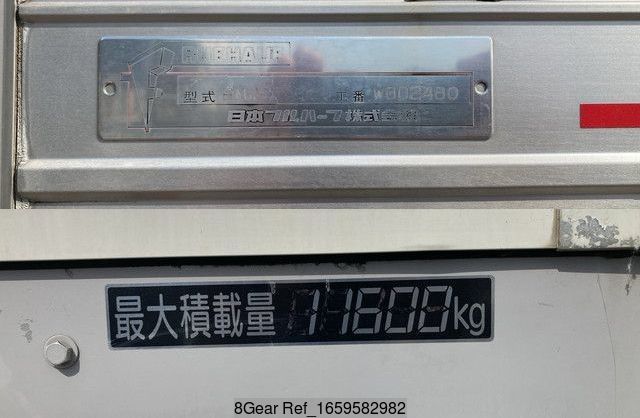 型式 工番 W8D2480
日本フルハーフ株式会社
最大積載量 11600kg
8Gear Ref_1659582982